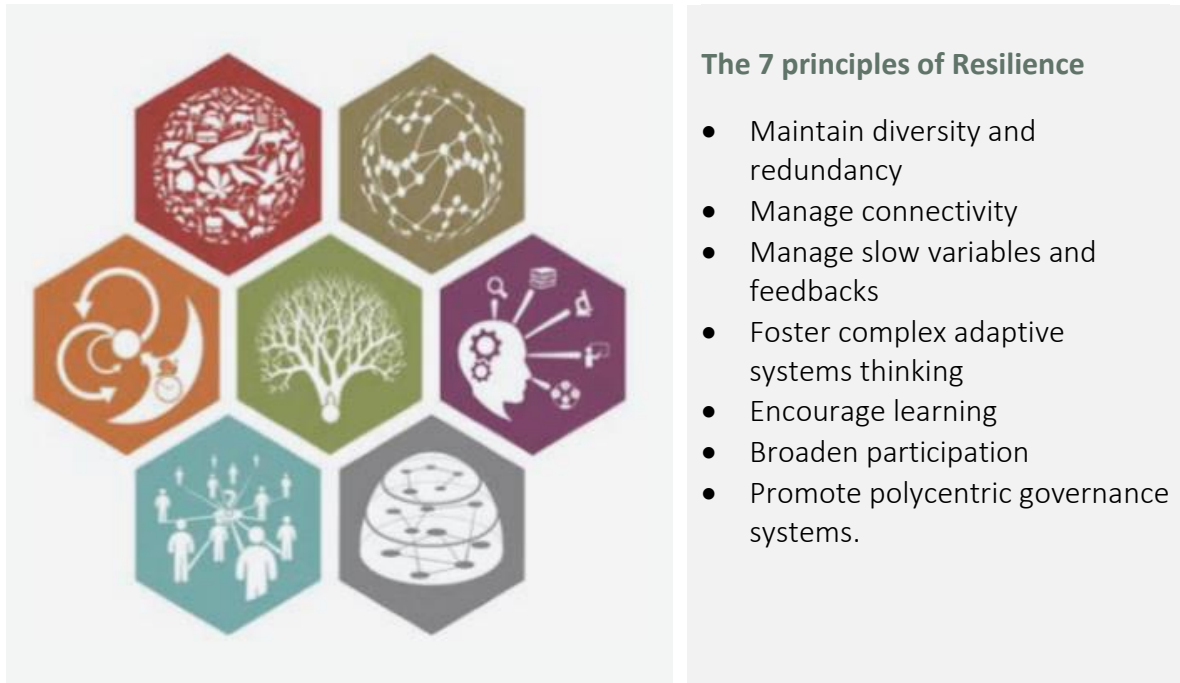 The 7 principles of Resilience
• Maintain diversity and
redundancy
• Manage connectivity
• Manage slow variables and
feedbacks
• Foster complex adaptive
systems thinking
• Encourage learning
• Broaden participation
• Promote polycentric governance
systems.